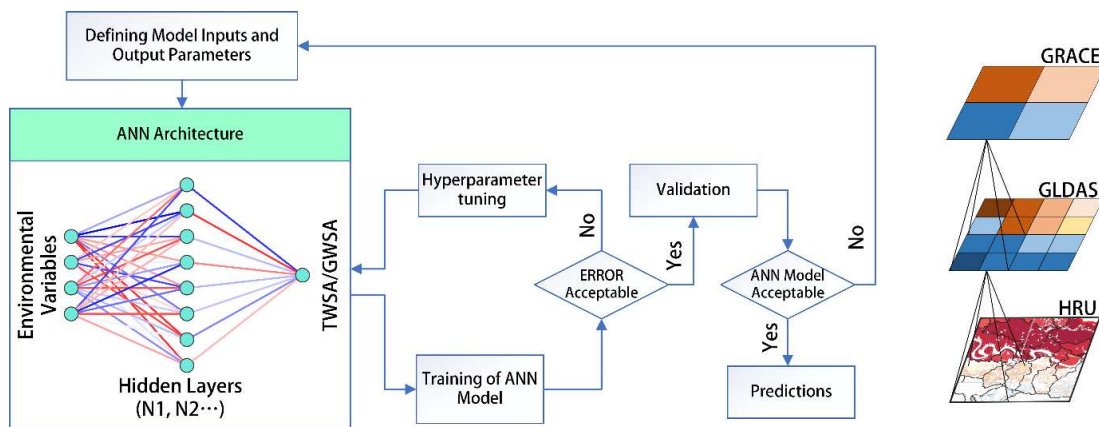 Defining Model Inputs and
Output Parameters
ANN Architecture
Environmental
Variables
TWSA/GWSA
Hidden Layers
(N1, N2⋯)
Hyperparameter
tuning
No
ERROR
Acceptable
Yes
Training of ANN
Model
Validation
ANN Model
Acceptable
No
Yes
Predictions
GRACE
GLDAS
HRU